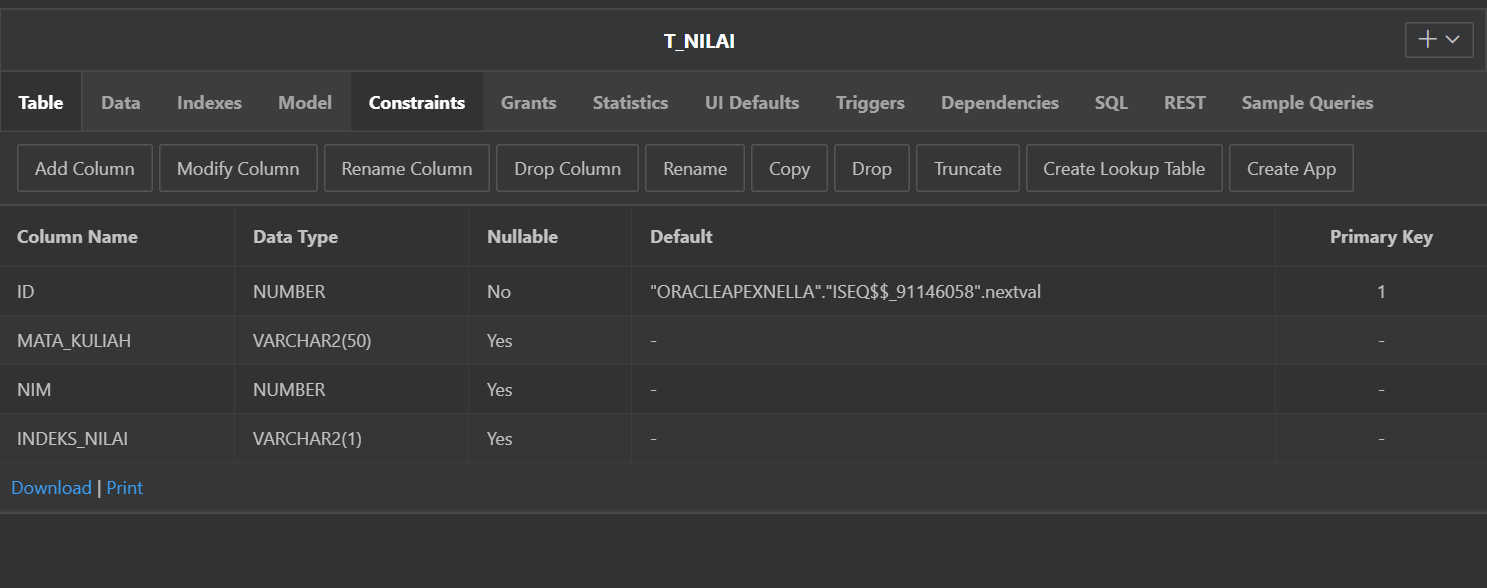 T_NILAI
Table Data Indexes Model Constraints Grants Statistics UI Defaults Triggers Dependencies SQL REST Sample Queries
Add Column Modify Column Rename Column Drop Column Rename Copy Drop Truncate Create Lookup Table Create App
Column Name Data Type Nullable Default Primary Key
ID NUMBER No "ORACLEAPEXNELLA"."ISEQ$$_91146058".nextval 1
MATA_KULIAH VARCHAR2(50) Yes - -
NIM NUMBER Yes - -
INDEKS_NILAI VARCHAR2(1) Yes - -
Download | Print